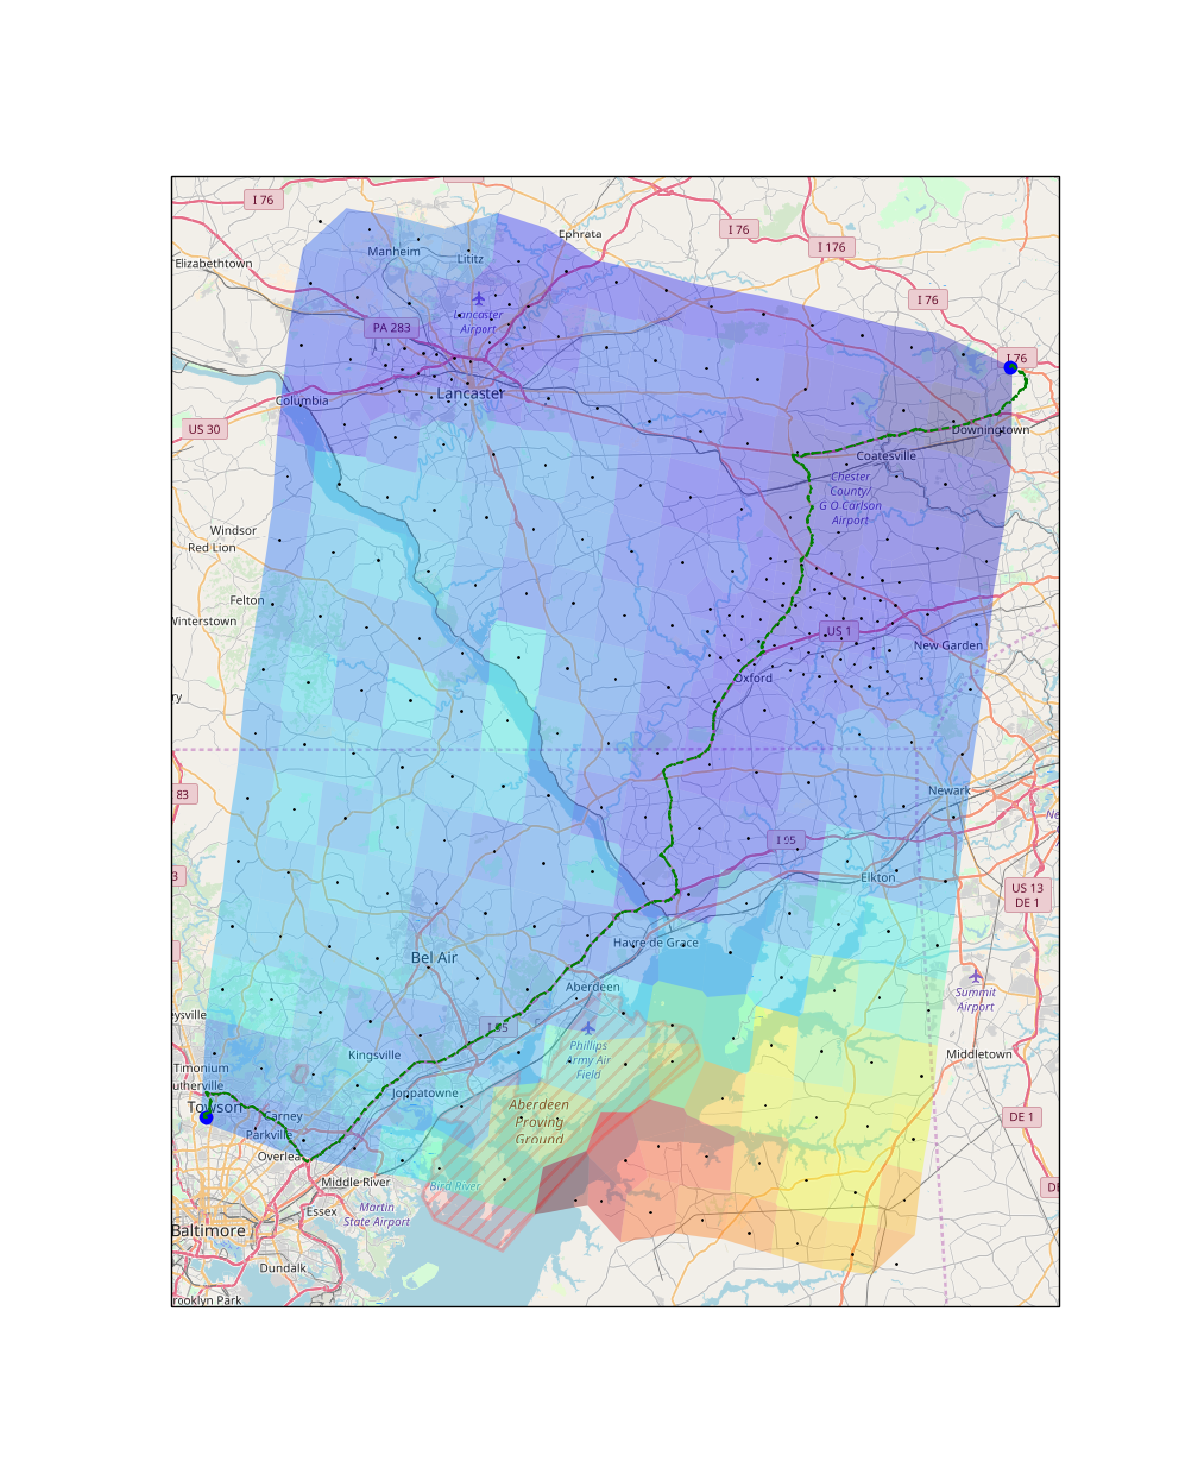 I 76
Ephrata
I 76
I 176
Manheim
Lititz
Elizabethtown
I 76
Lancaster
Airport
PA 283
I 76
Lancaster
Columbia
US 30
Downingtown
Coatesville
Chester
County/
G O Carlson
Airport
Windsor
Red Lion
Felton
Winterstown
US 1
New Garden
Oxford
ry
83
Newark
Ne
I 95
3
Elkton
US 13
DE 1
Havre de Grace
Bel Air
Aberdeen
Summit
Airport
eysville
I 95
Phillips
Army Air
Field
Kingsville
Middletown
Timonium
utherville
Joppatowne
Towson
Aberdeen
Proving
Ground
Carney
DE 1
Parkville
Overlea
Middle River
Bird River
DE
Essex
Martin
State Airport
Baltimore
Dundalk
rooklyn Park